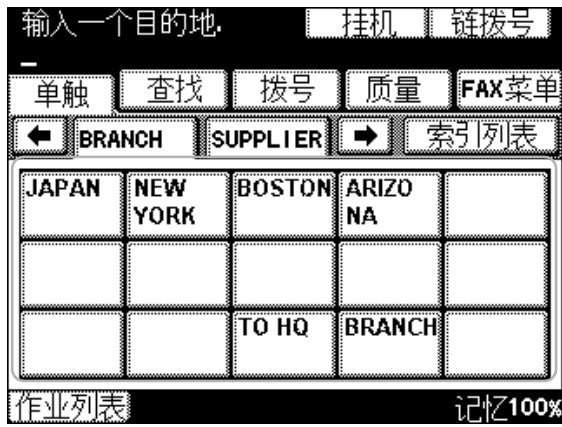 输入一个目的地. 挂机 链拨号
单触 查找 拨号 质量 FAX菜单
BRANCH SUPPLIER 索引列表
JAPAN NEW YORK BOSTON ARIZONA
TO HQ BRANCH
作业列表 记忆100%